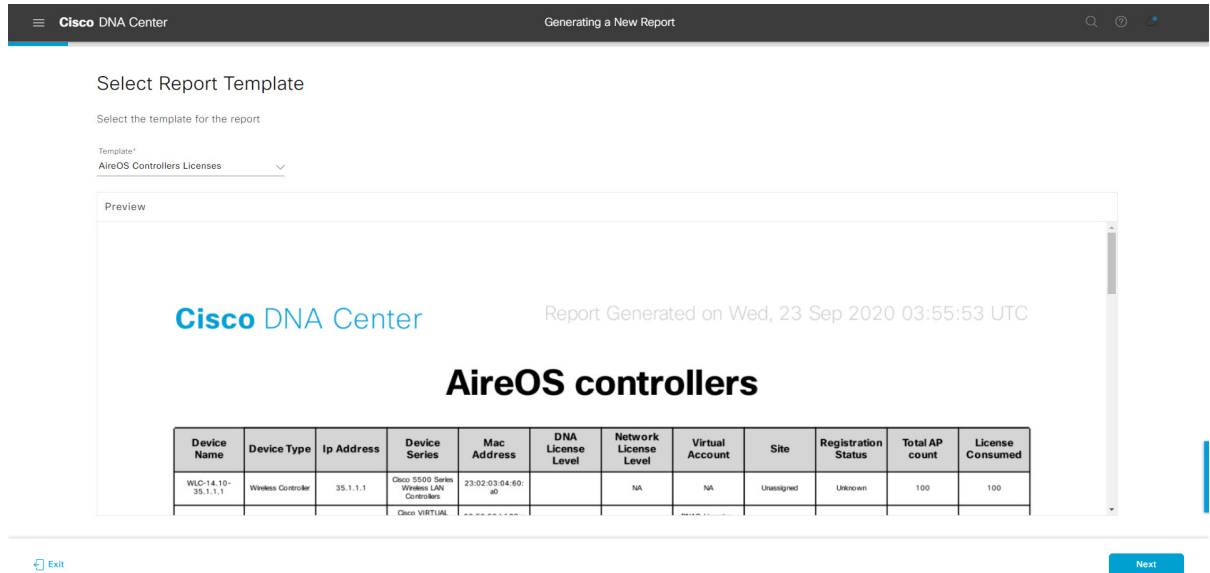 Cisco DNA Center
Generating a New Report
Select Report Template
Select the template for the report
Template*
AireOS Controllers Licenses
Preview
Cisco DNA Center
Report Generated on Wed, 23 Sep 2020 03:55:53 UTC
AireOS controllers
Device Name Device Type Ip Address Device Series Mac Address DNA License Level Network License Level Virtual Account Site Registration Status Total AP count License Consumed
WLC-14.10-35.1.1.1 Wireless Controller 35.1.1.1 Cisco 5500 Series Wireless LAN Controllers 23:02:03:04:60:a0 NA NA Unassigned Unknown 100 100
Cisco VIRTUAL
Exit
Next